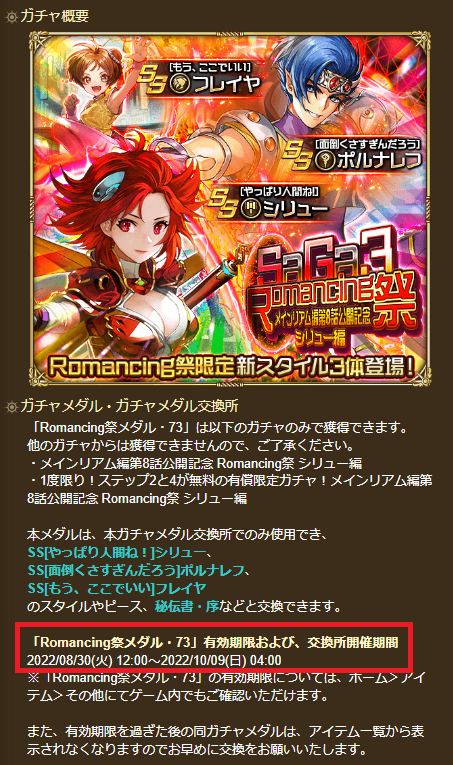 ガチャ概要
SS [もう、ここでいい] フレイヤ
SS [面倒くさすぎんだろう] ポルナレフ
SS [やっぱり人間ね!] シリュー
SaGa3
Romancing祭
メインリアム編第8話公開記念
シリュー編
Romancing祭限定新スタイル3体登場!
ガチャメダル・ガチャメダル交換所
「Romancing祭メダル・73」は以下のガチャのみで獲得できます。
他のガチャからは獲得できませんので、ご了承ください。
・メインリアム編第8話公開記念 Romancing祭 シリュー編
・1度限り!ステップ2と4が無料の有償限定ガチャ!メインリアム編第
8話公開記念 Romancing祭 シリュー編
本メダルは、本ガチャメダル交換所でのみ使用でき、
SS[やっぱり人間ね!]シリュー、
SS[面倒くさすぎんだろう]ポルナレフ、
SS[もう、ここでいい]フレイヤ
のスタイルやピース、秘伝書・序などと交換できます。
「Romancing祭メダル・73」有効期限および、交換所開催期間
2022/08/30(火) 12:00～2022/10/09(日) 04:00
※「Romancing祭メダル・73」の有効期限については、ホーム＞アイ
テム＞その他にてゲーム内でもご確認いただけます。
また、有効期限を過ぎた後の同ガチャメダルは、アイテム一覧から表
示されなくなりますのでお早めに交換をお願いいたします。